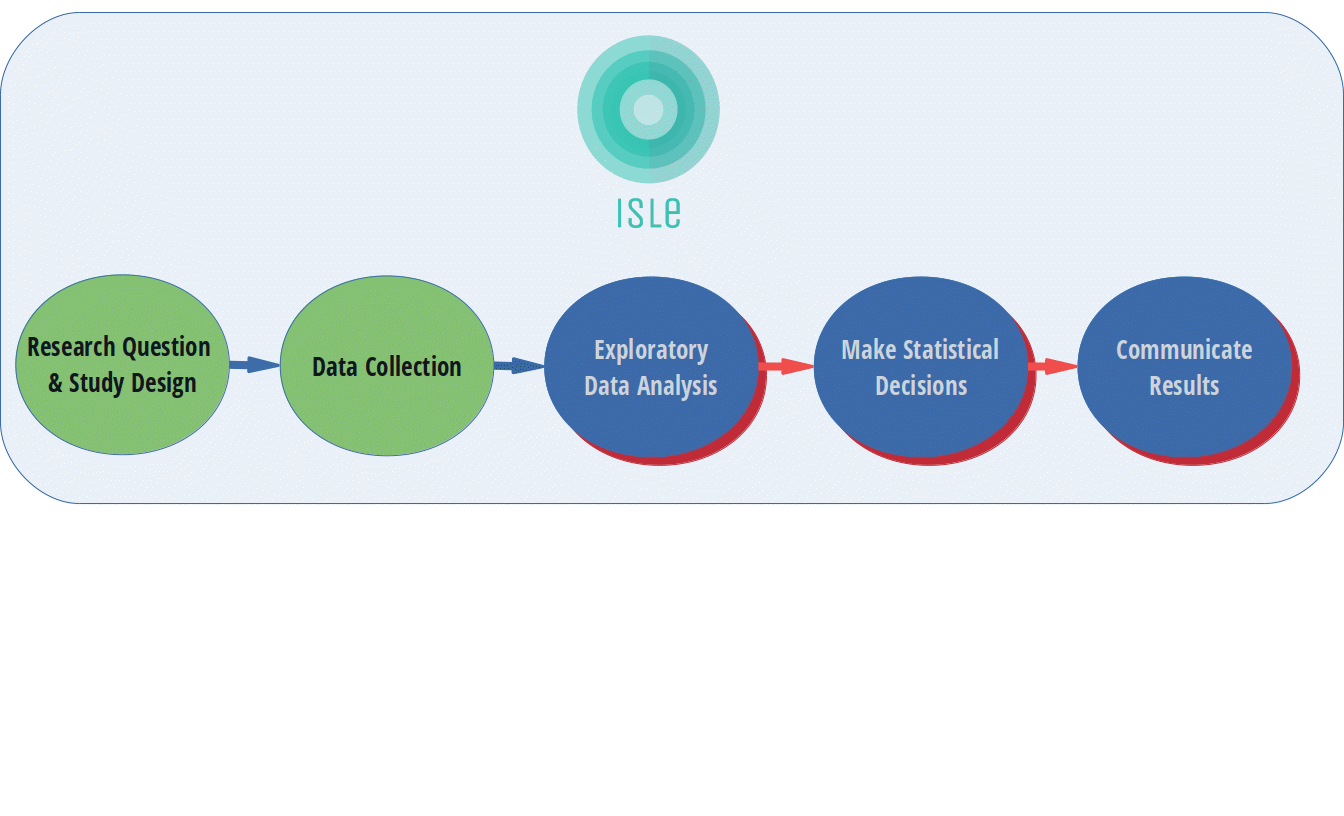 ISLe
Research Question
& Study Design
Data Collection
Exploratory
Data Analysis
Make Statistical
Decisions
Communicate
Results